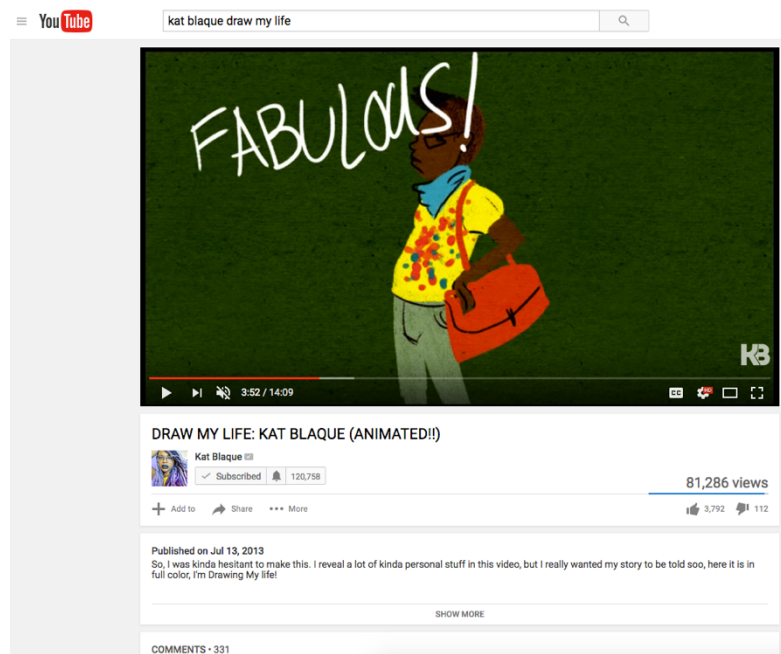 YouTube
kat blaque draw my life
FABULOUS!
KB
3:52 / 14:09
CC
HD
DRAW MY LIFE: KAT BLAQUE (ANIMATED!!)
Kat Blaque
Subscribed 120,758
81,286 views
Add to Share More
3,792 112
Published on Jul 13, 2013
So, I was kinda hesitant to make this. I reveal a lot of kinda personal stuff in this video, but I really wanted my story to be told soo, here it is in
full color, I'm Drawing My life!
SHOW MORE
COMMENTS • 331